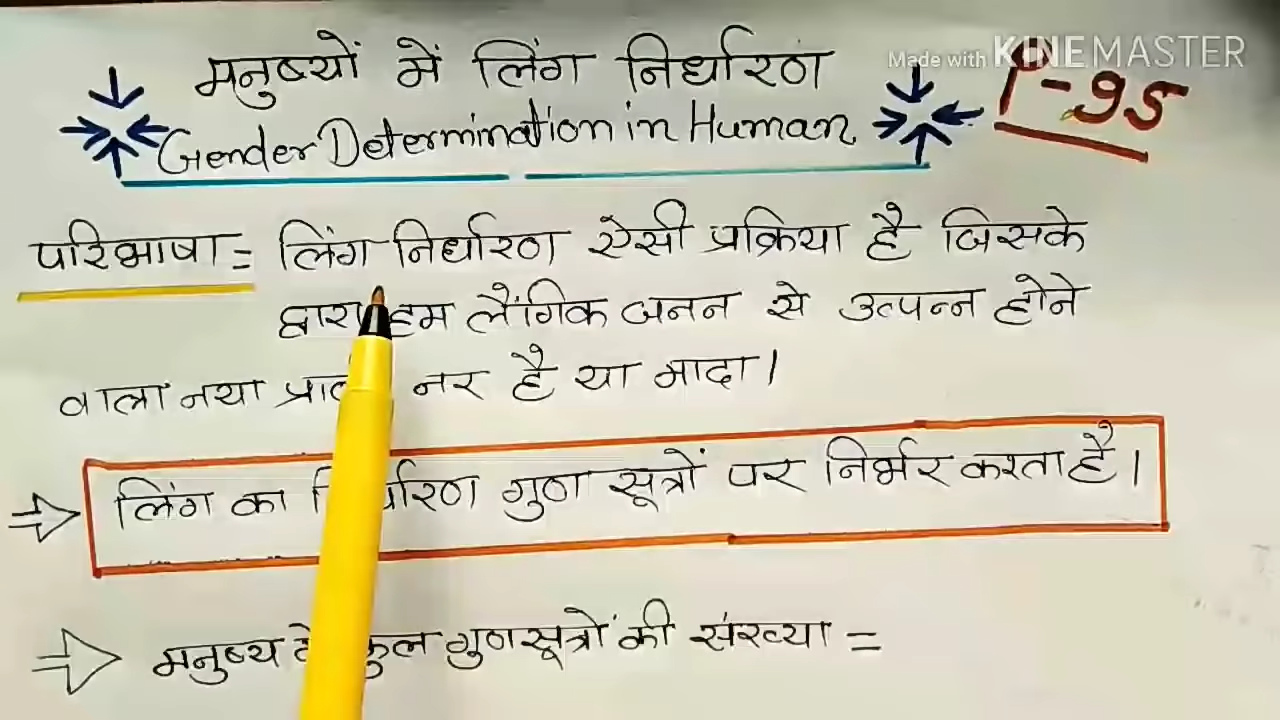 मनुष्यों में लिंग निर्धारण
Made with KINEMASTER
P-95
Gender Determination in Human
परिभाषा = लिंग निर्धारण ऐसी प्रक्रिया है जिसके
द्वारा हम लैंगिक जनन से उत्पन्न होने
वाला नया नर है या मादा।
लिंग का गुण सूत्रों पर निर्भर करता है।
मनुष्य कुल गुणसूत्रों की संख्या =